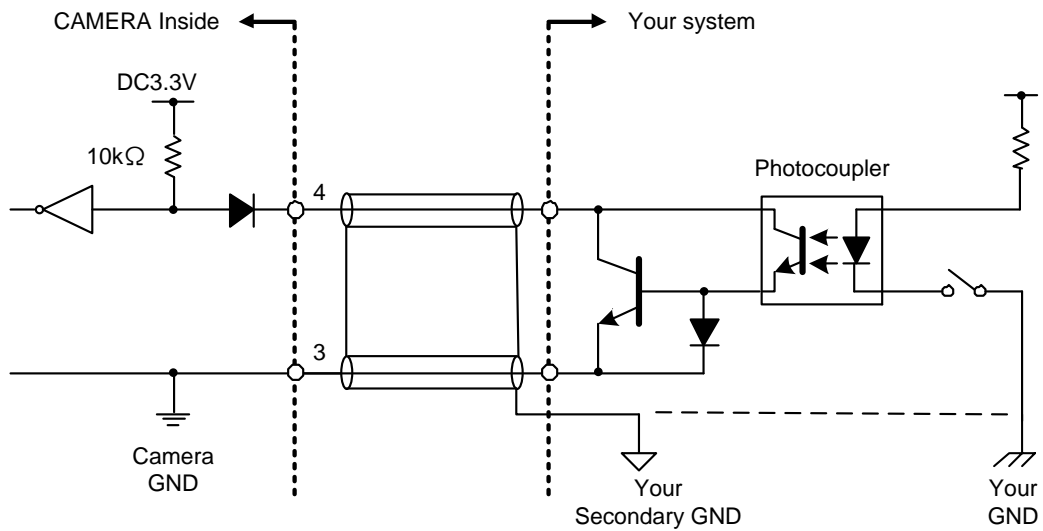 CAMERA Inside
Your system
DC3.3V
10kΩ
Photocoupler
4
3
Camera
GND
Your
Secondary GND
Your
GND